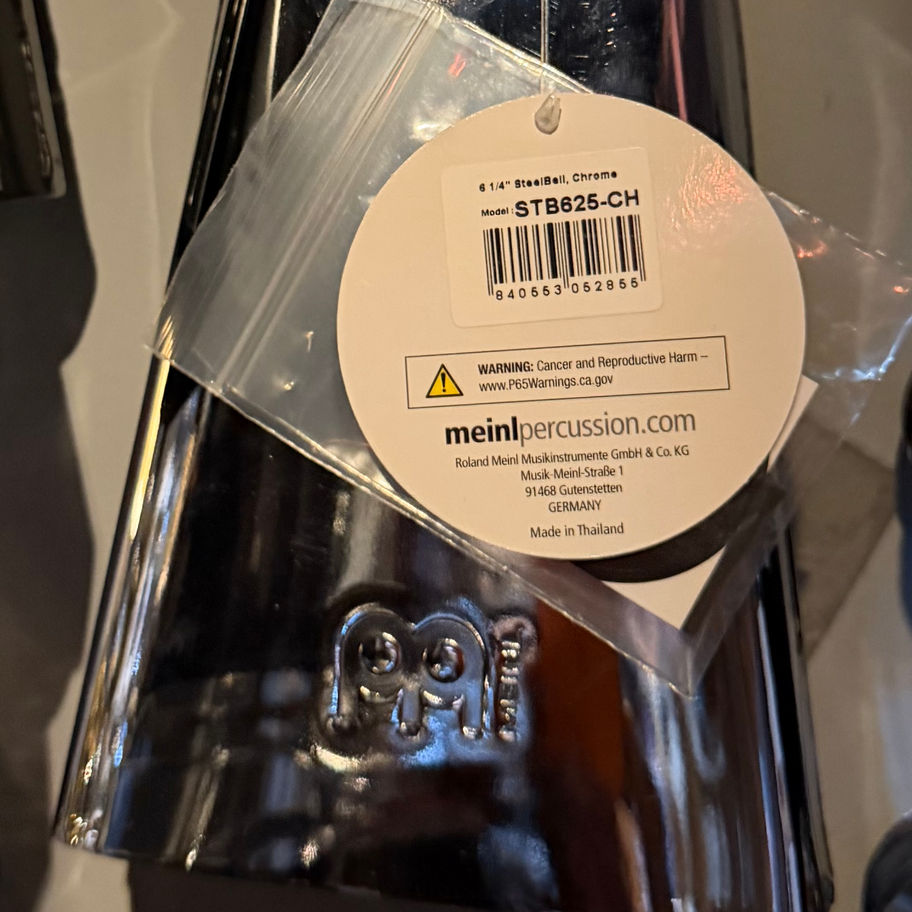 6 1/4" SteelBell, Chrome
Model: STB625-CH
840553 052855
WARNING: Cancer and Reproductive Harm –
www.P65Warnings.ca.gov
meinlpercussion.com
Roland Meinl Musikinstrumente GmbH & Co. KG
Musik-Meinl-Straße 1
91468 Gutenstetten
GERMANY
Made in Thailand